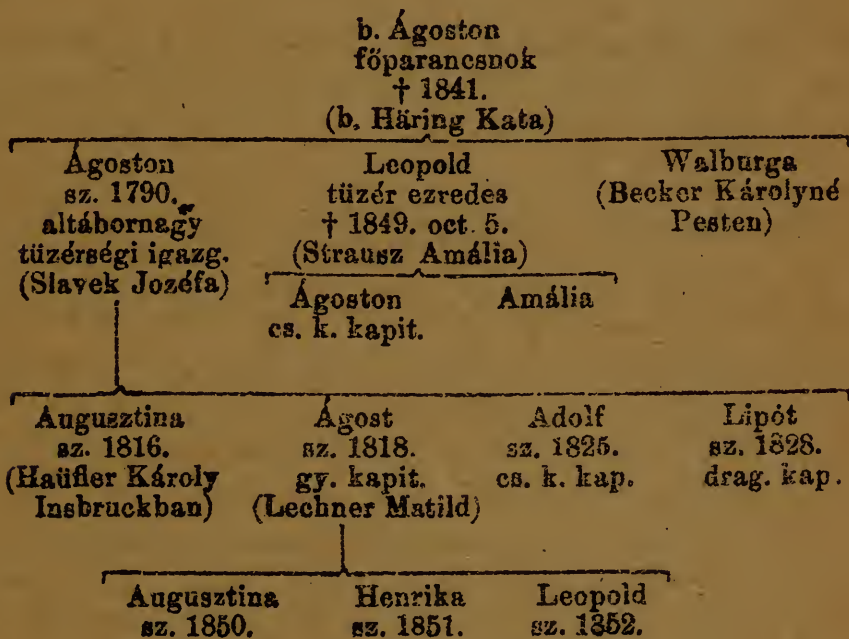 b. Ágoston
főparancsnok
† 1841.
(b. Häring Kata)
Ágoston
sz. 1790.
altábornagy
tüzérségi igazg.
(Slavek Jozéfa)
Leopold
tüzér ezredes
† 1849. oct. 5.
(Strausz Amália)
Walburga
(Becker Károlyné
Pesten)
Ágoston
cs. k. kapit.
Amália
Augusztina
sz. 1816.
(Haüfler Károly
Insbruckban)
Ágost
sz. 1818.
gy. kapit.
(Lechner Matild)
Adolf
sz. 1825.
cs. k. kap.
Lipót
sz. 1828.
drag. kap.
Augusztina
sz. 1850.
Henrika
sz. 1851.
Leopold
sz. 1852.